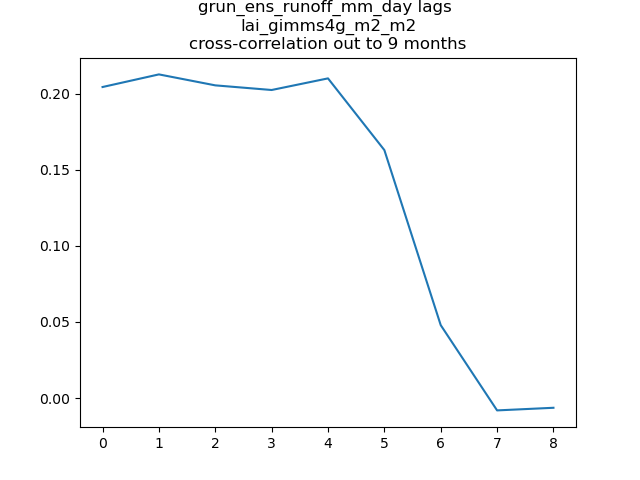 grun_ens_runoff_mm_day lags
lai_gimms4g_m2_m2
cross-correlation out to 9 months
0.20
0.15
0.10
0.05
0.00
0 1 2 3 4 5 6 7 8